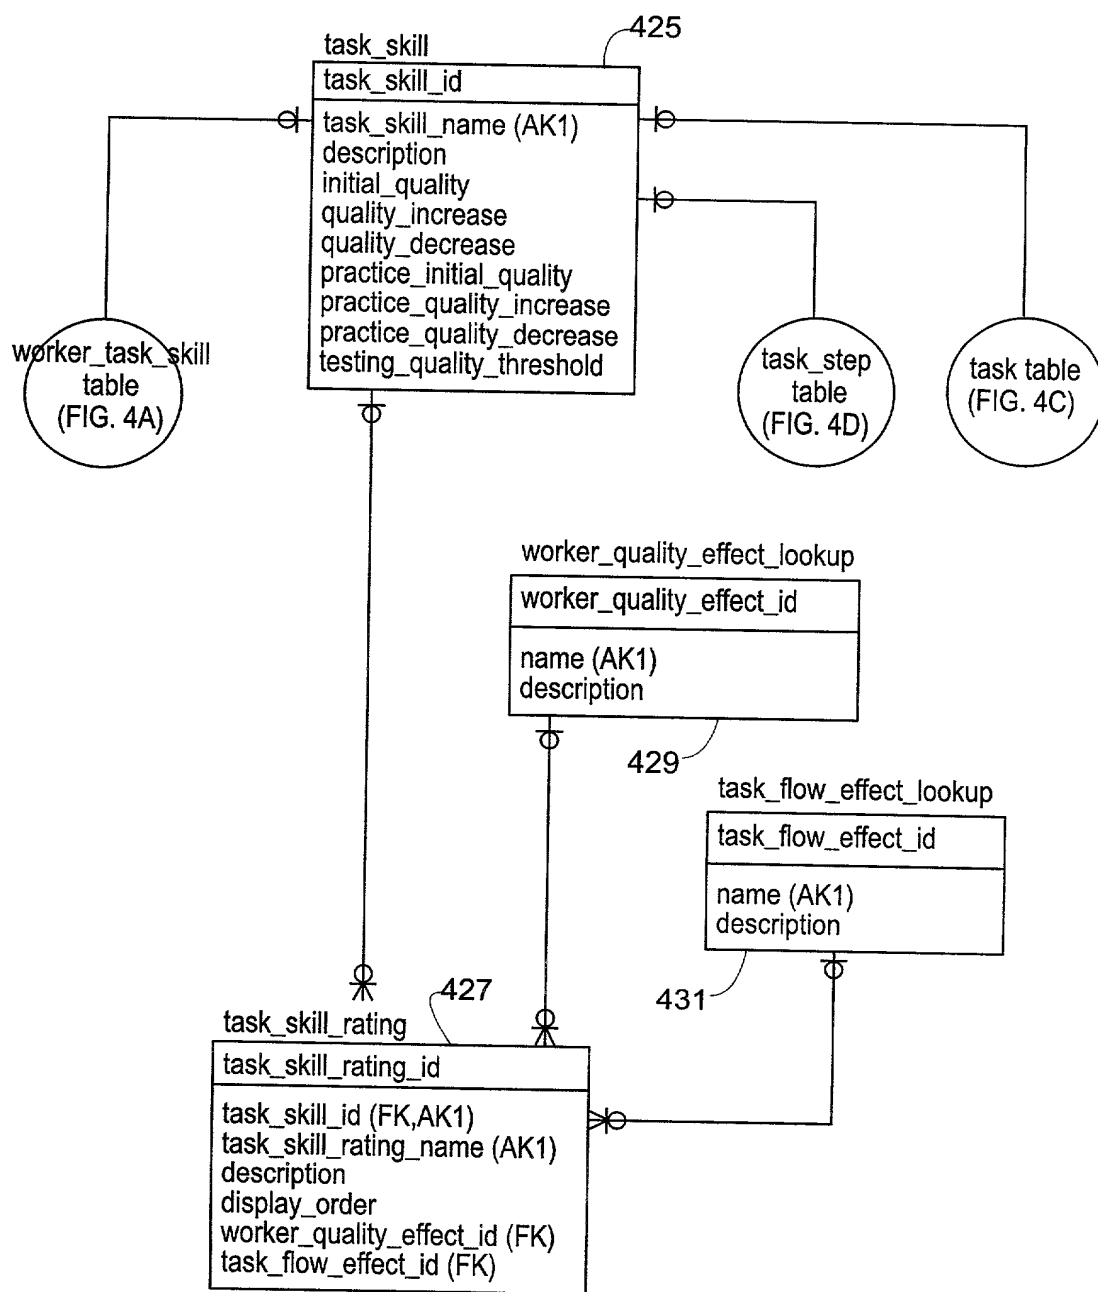 425
task_skill
task_skill_id
task_skill_name (AK1)
description
initial_quality
quality_increase
quality_decrease
practice_initial_quality
practice_quality_increase
practice_quality_decrease
testing_quality_threshold
worker_task_skill
table
(FIG. 4A)
task_step
table
(FIG. 4D)
task table
(FIG. 4C)
worker_quality_effect_lookup
worker_quality_effect_id
name (AK1)
description
429
task_flow_effect_lookup
task_flow_effect_id
name (AK1)
description
431
427
task_skill_rating
task_skill_rating_id
task_skill_id (FK,AK1)
task_skill_rating_name (AK1)
description
display_order
worker_quality_effect_id (FK)
task_flow_effect_id (FK)